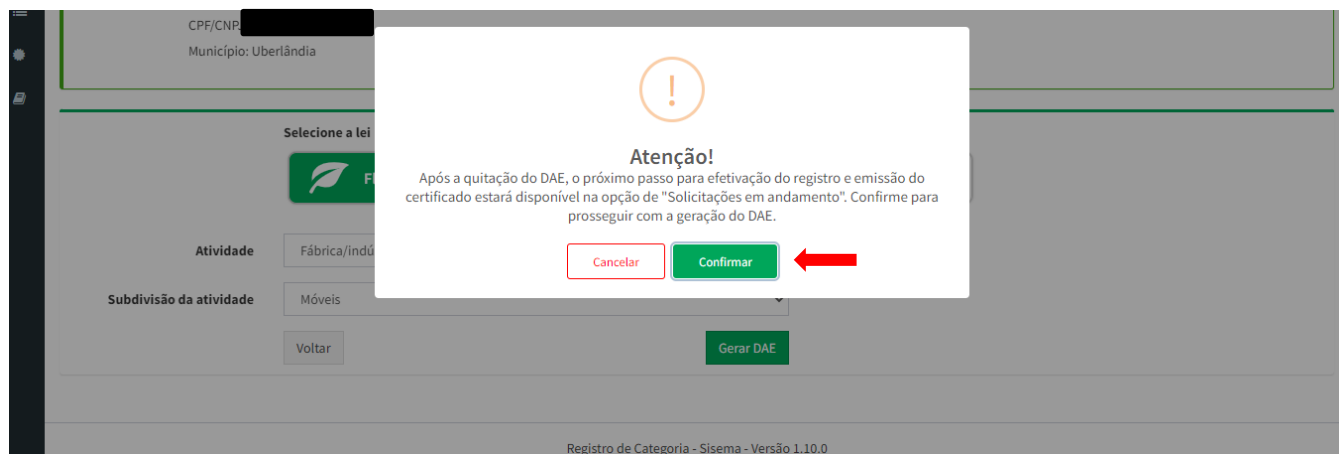 CPF/CNP
Município: Uberlândia
!
Atenção!
Após a quitação do DAE, o próximo passo para efetivação do registro e emissão do
certificado estará disponível na opção de "Solicitações em andamento". Confirme para
prosseguir com a geração do DAE.
Cancelar Confirmar
Selecione a lei
Atividade Fábrica/indú
Subdivisão da atividade Móveis
Voltar Gerar DAE
Registro de Categoria - Sisema - Versão 1.10.0